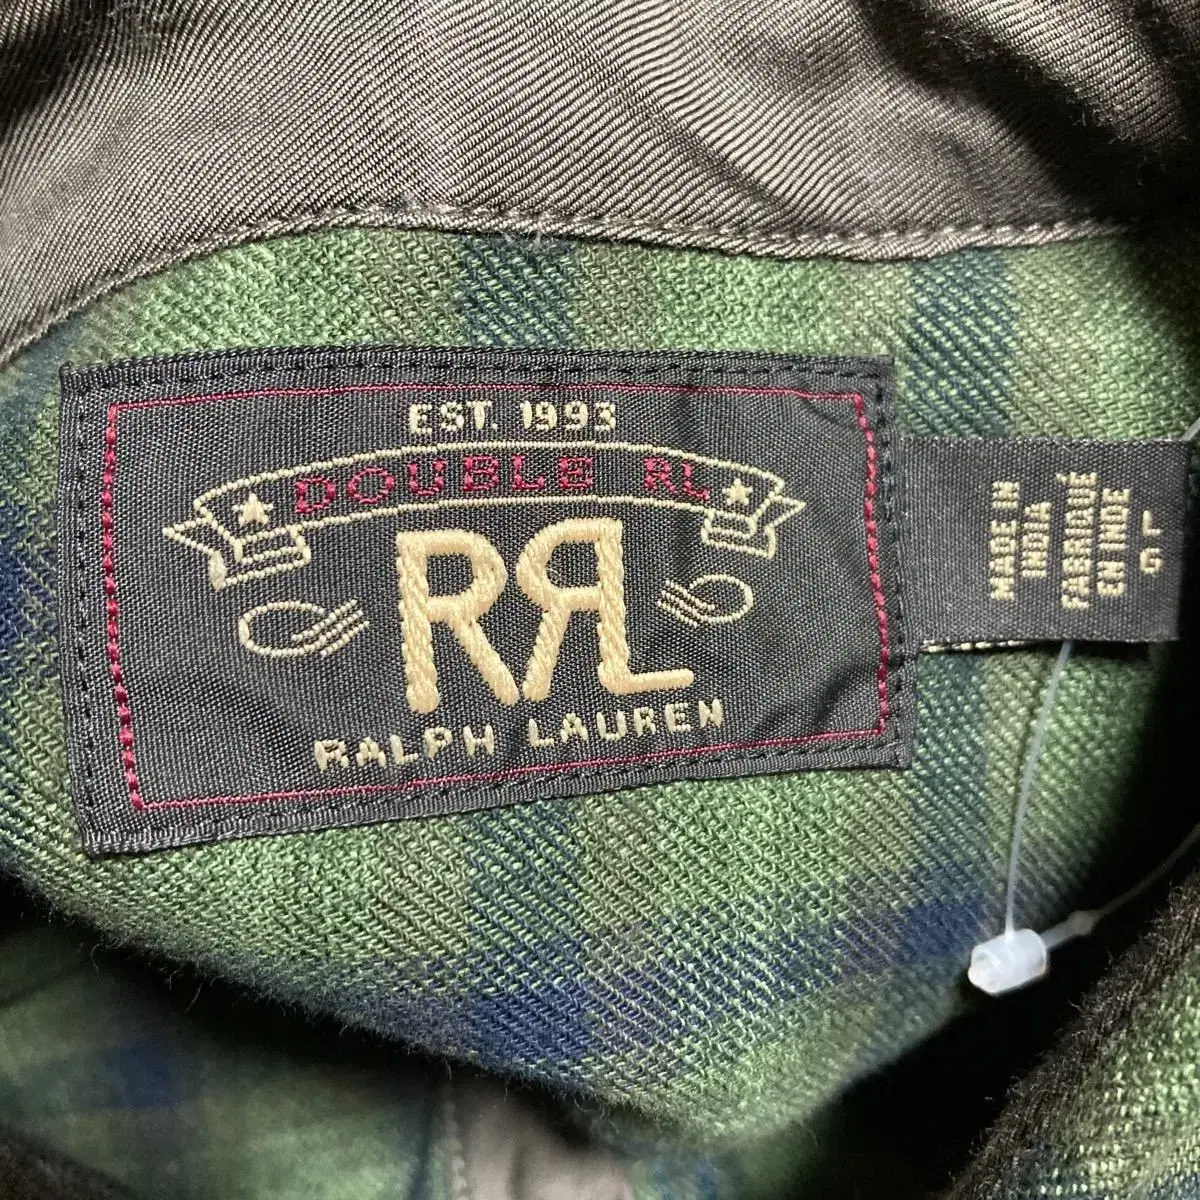 EST. 1993
DOUBLE RL
RRL
RALPH LAUREN
MADE IN
INDIA
FABRIQUÉ
EN INDE